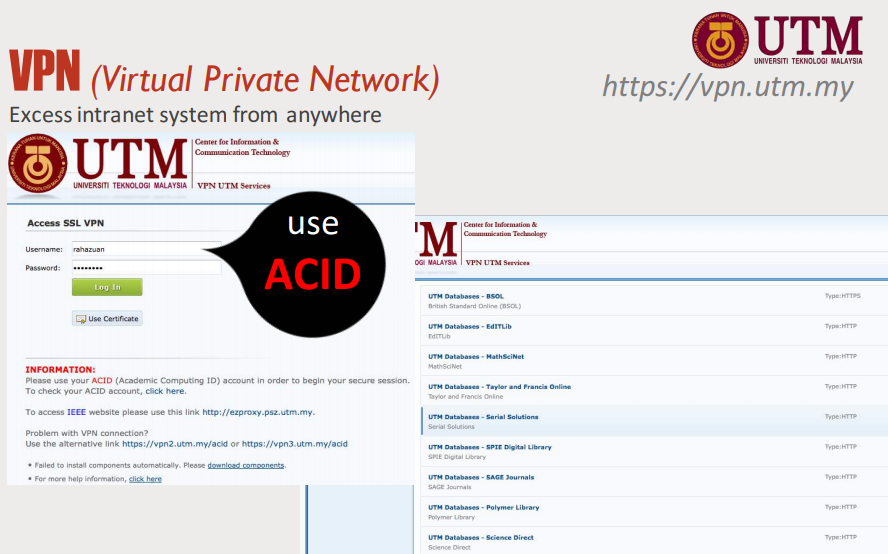 UTM
UNIVERSITI TEKNOLOGI MALAYSIA
VPN (Virtual Private Network)
https://vpn.utm.my
Excess intranet system from anywhere
UTM
UNIVERSITI TEKNOLOGI MALAYSIA
Center for Information &
Communication Technology
VPN UTM Services
Access SSL VPN
Username: rahazuan
Password: ••••••••
Log In
Use Certificate
use
ACID
INFORMATION:
Please use your ACID (Academic Computing ID) account in order to begin your secure session.
To check your ACID account, click here.
To access IEEE website please use this link http://ezproxy.psz.utm.my.
Problem with VPN connection?
Use the alternative link https://vpn2.utm.my/acid or https://vpn3.utm.my/acid
• Failed to install components automatically. Please download components.
• For more help information, click here
M
OGI MALAYSIA
Center for Information &
Communication Technology
VPN UTM Services
UTM Databases - BSOL Type:HTTPS
British Standard Online (BSOL)
UTM Databases - EdITLib Type:HTTP
EdITLib
UTM Databases - MathSciNet Type:HTTP
MathSciNet
UTM Databases - Taylor and Francis Online Type:HTTP
Taylor and Francis Online
UTM Databases - Serial Solutions Type:HTTP
Serial Solutions
UTM Databases - SPIE Digital Library Type:HTTP
SPIE Digital Library
UTM Databases - SAGE Journals Type:HTTP
SAGE Journals
UTM Databases - Polymer Library Type:HTTP
Polymer Library
UTM Databases - Science Direct Type:HTTP
Science Direct